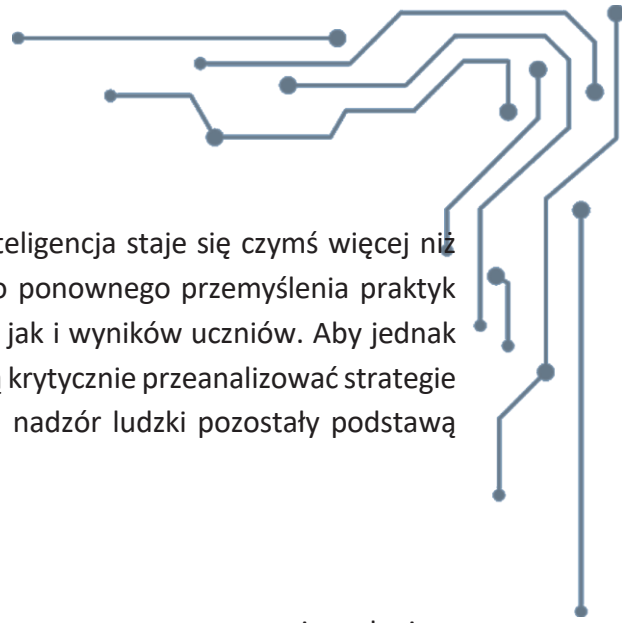 teligencja staje się czymś więcej niż
ponownego przemyślenia praktyk
jak i wyników uczniów. Aby jednak
krytycznie przeanalizować strategie
nadzór ludzki pozostały podstawą